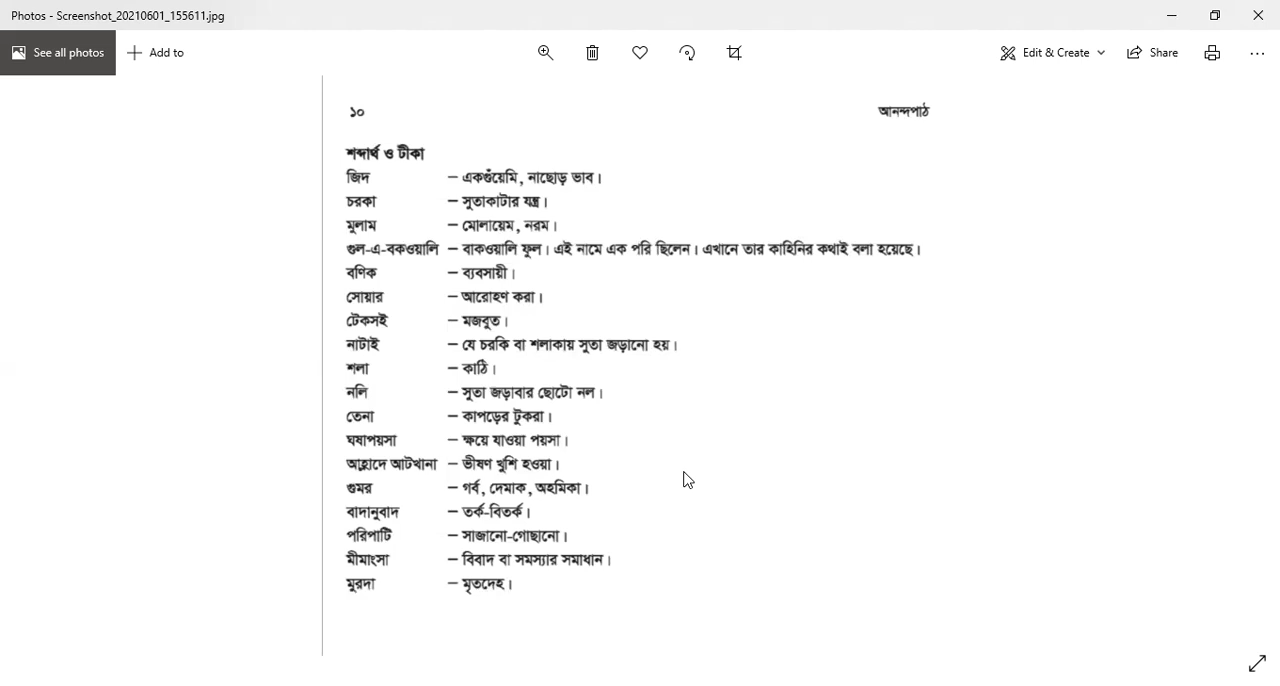 Photos - Screenshot_20210601_155611.jpg
See all photos
Add to
Edit & Create
Share
১০ আনন্দপাঠ
শব্দার্থ ও টীকা
জিদ – একগুঁয়েমি, নাছোড় ভাব।
চরকা – সুতাকাটার যন্ত্র।
মুলাম – মোলায়েম, নরম।
গুল-এ-বকওয়ালি – বাকওয়ালি ফুল। এই নামে এক পরি ছিলেন। এখানে তার কাহিনির কথাই বলা হয়েছে।
বণিক – ব্যবসায়ী।
সোয়ার – আরোহণ করা।
টেকসই – মজবুত।
নাটাই – যে চরকি বা শলাকায় সুতা জড়ানো হয়।
শলা – কাঠি।
নলি – সুতা জড়াবার ছোটো নল।
তেনা – কাপড়ের টুকরা।
ঘষাপয়সা – ক্ষয়ে যাওয়া পয়সা।
আহ্লাদে আটখানা – ভীষণ খুশি হওয়া।
গুমর – গর্ব, দেমাক, অহমিকা।
বাদানুবাদ – তর্ক-বিতর্ক।
পরিপাটি – সাজানো-গোছানো।
মীমাংসা – বিবাদ বা সমস্যার সমাধান।
মুরদা – মৃতদেহ।